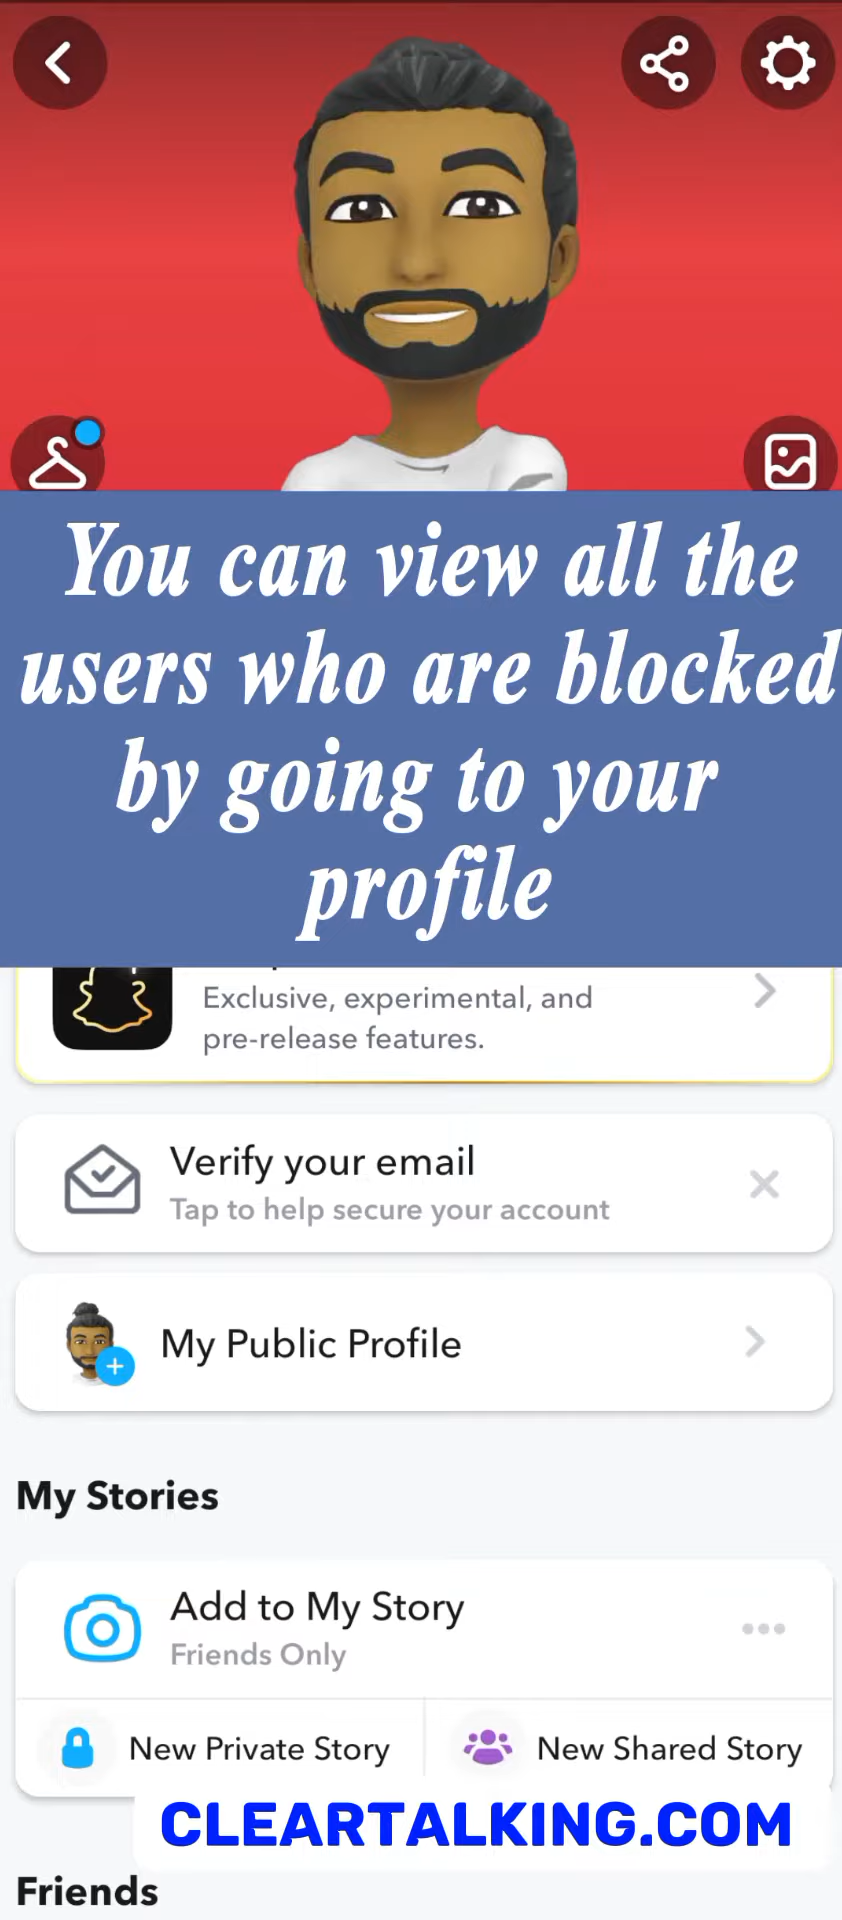 You can view all the
users who are blocked
by going to your
profile
Exclusive, experimental, and
pre-release features.
Verify your email
Tap to help secure your account
My Public Profile
My Stories
Add to My Story
Friends Only
New Private Story
New Shared Story
CLEARTALKING.COM
Friends